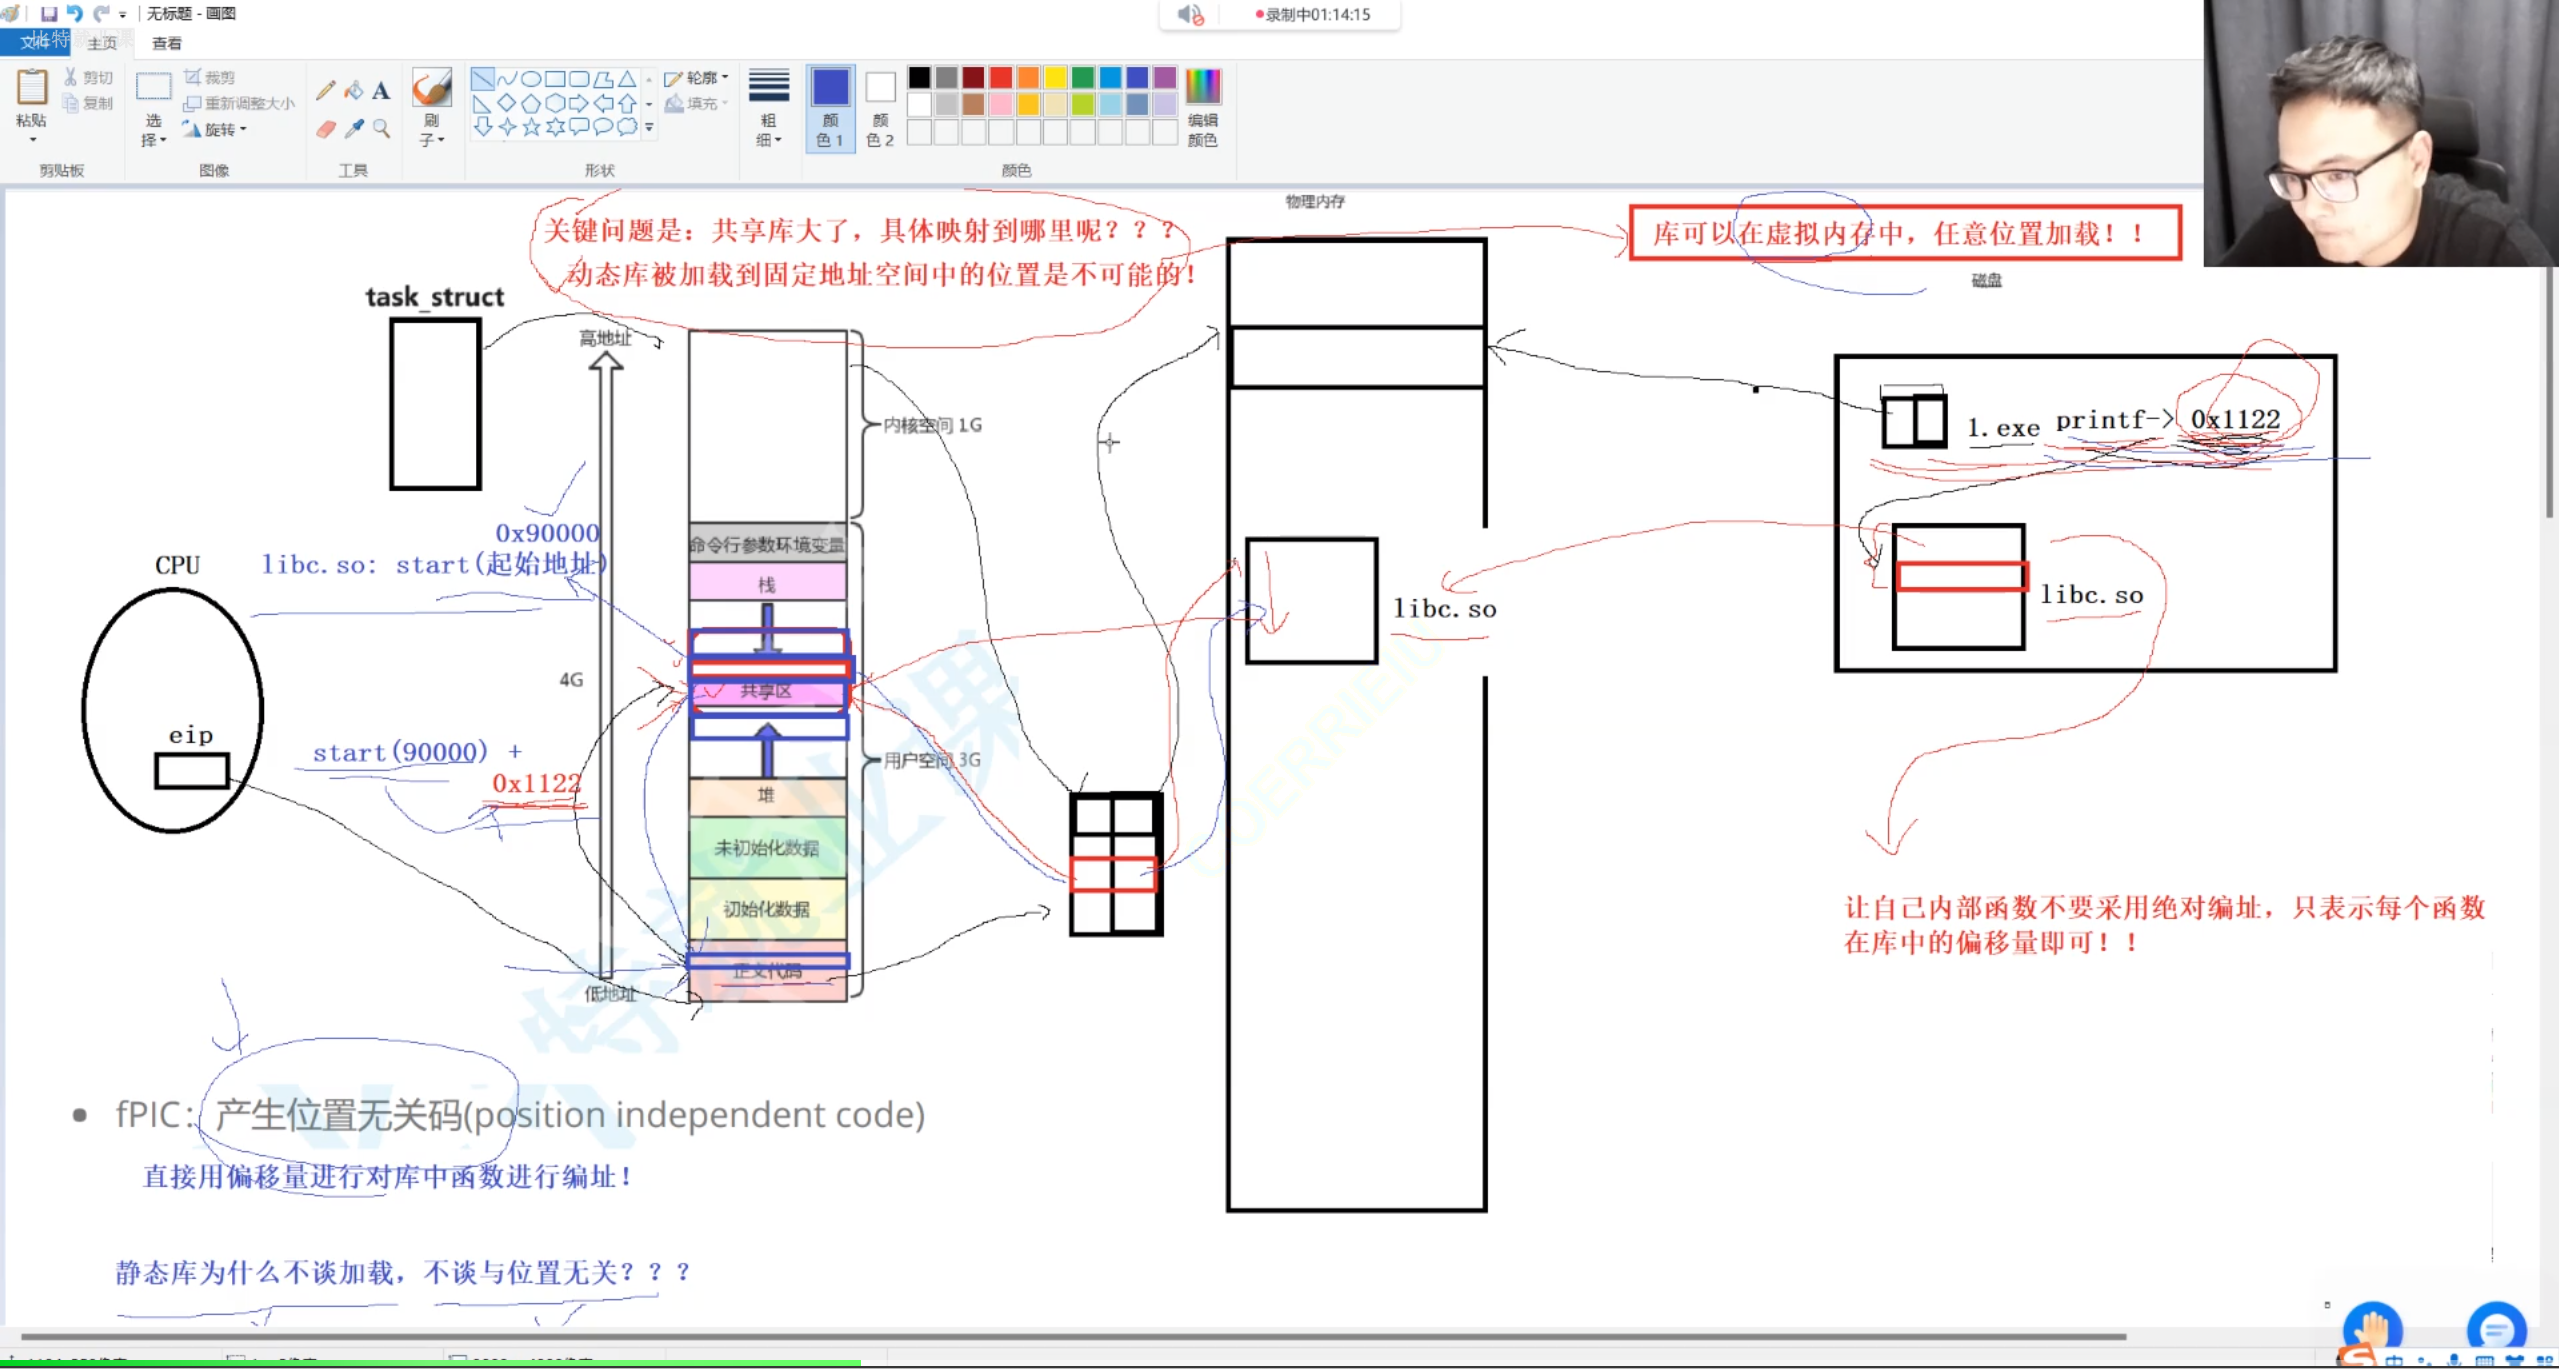 无标题 - 画图
录制中01:14:15
文件 主页 查看
粘贴 剪切 复制 剪贴板
选择 裁剪 重新调整大小 旋转 图像
A
工具
刷子
形状
轮廓 填充
粗细
颜色 1
颜色 2
编辑颜色
颜色
物理内存
关键问题是：共享库大了，具体映射到哪里呢？？？
动态库被加载到固定地址空间中的位置是不可能的！
库可以在虚拟内存中，任意位置加载！！
磁盘
task_struct
高地址
内核空间 1G
1.exe printf-> 0x1122
0x90000
libc.so: start(起始地址)
CPU
命令行参数环境变量
栈
libc.so
libc.so
4G
共享区
eip
start(90000) +
0x1122
用户空间 3G
堆
未初始化数据
初始化数据
正文代码
低地址
让自己内部函数不要采用绝对编址，只表示每个函数
在库中的偏移量即可！！
• fPIC：产生位置无关码(position independent code)
直接用偏移量进行对库中函数进行编址！
静态库为什么不谈加载，不谈与位置无关？？？
中